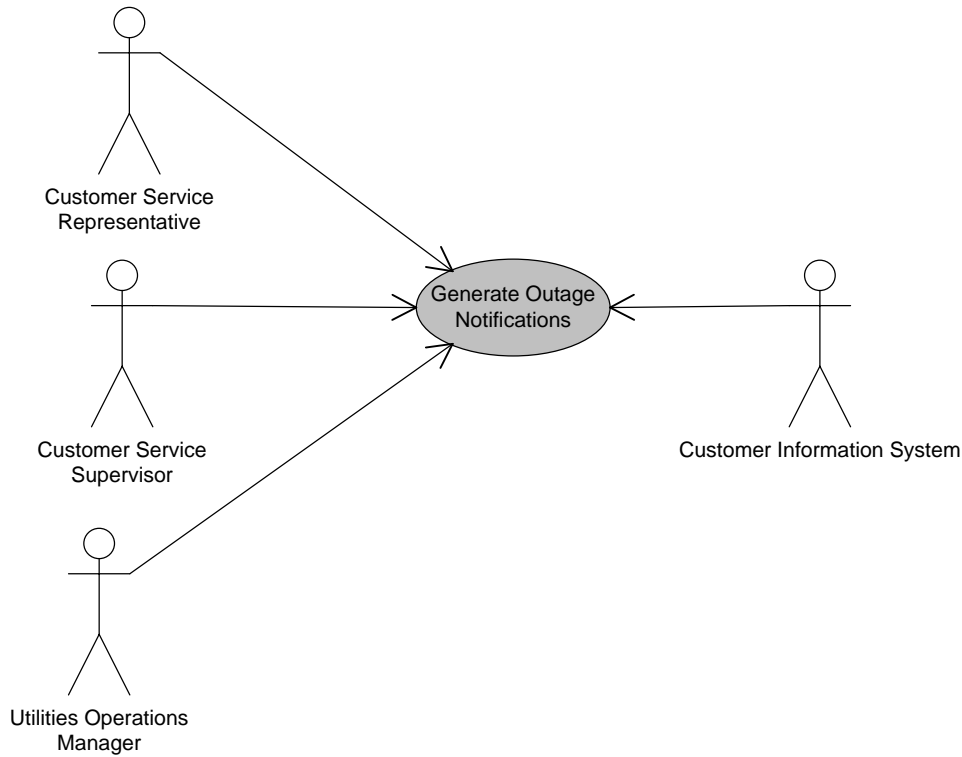 Customer Service
Representative
Generate Outage
Notifications
Customer Service
Supervisor
Customer Information System
Utilities Operations
Manager